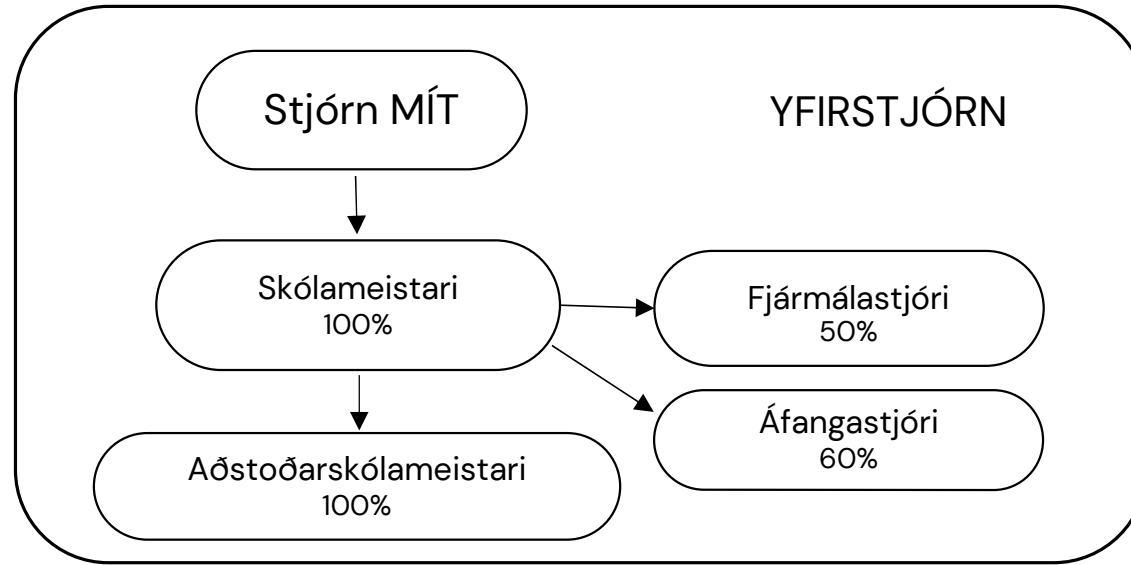 Stjórn MÍT
YFIRSTJÓRN
Skólameistari
100%
Fjármálastjóri
50%
Áfangastjóri
60%
Aðstoðarskólameistari
100%